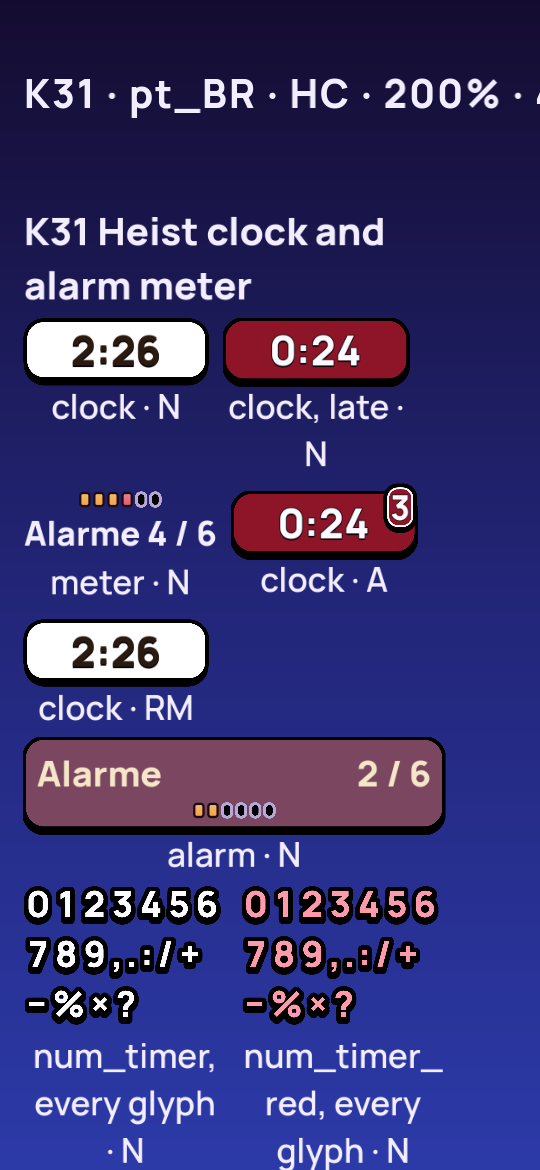 K31 · pt_BR · HC · 200% ·
K31 Heist clock and
alarm meter
2:26
0:24
clock · N
clock, late ·
N
Alarme 4 / 6
meter · N
0:24
3
clock · A
2:26
clock · RM
Alarme
2 / 6
alarm · N
0123456
789,.:/+
-%×?
num_timer,
every glyph
· N
0123456
789,.:/+
-%×?
num_timer_
red, every
glyph · N